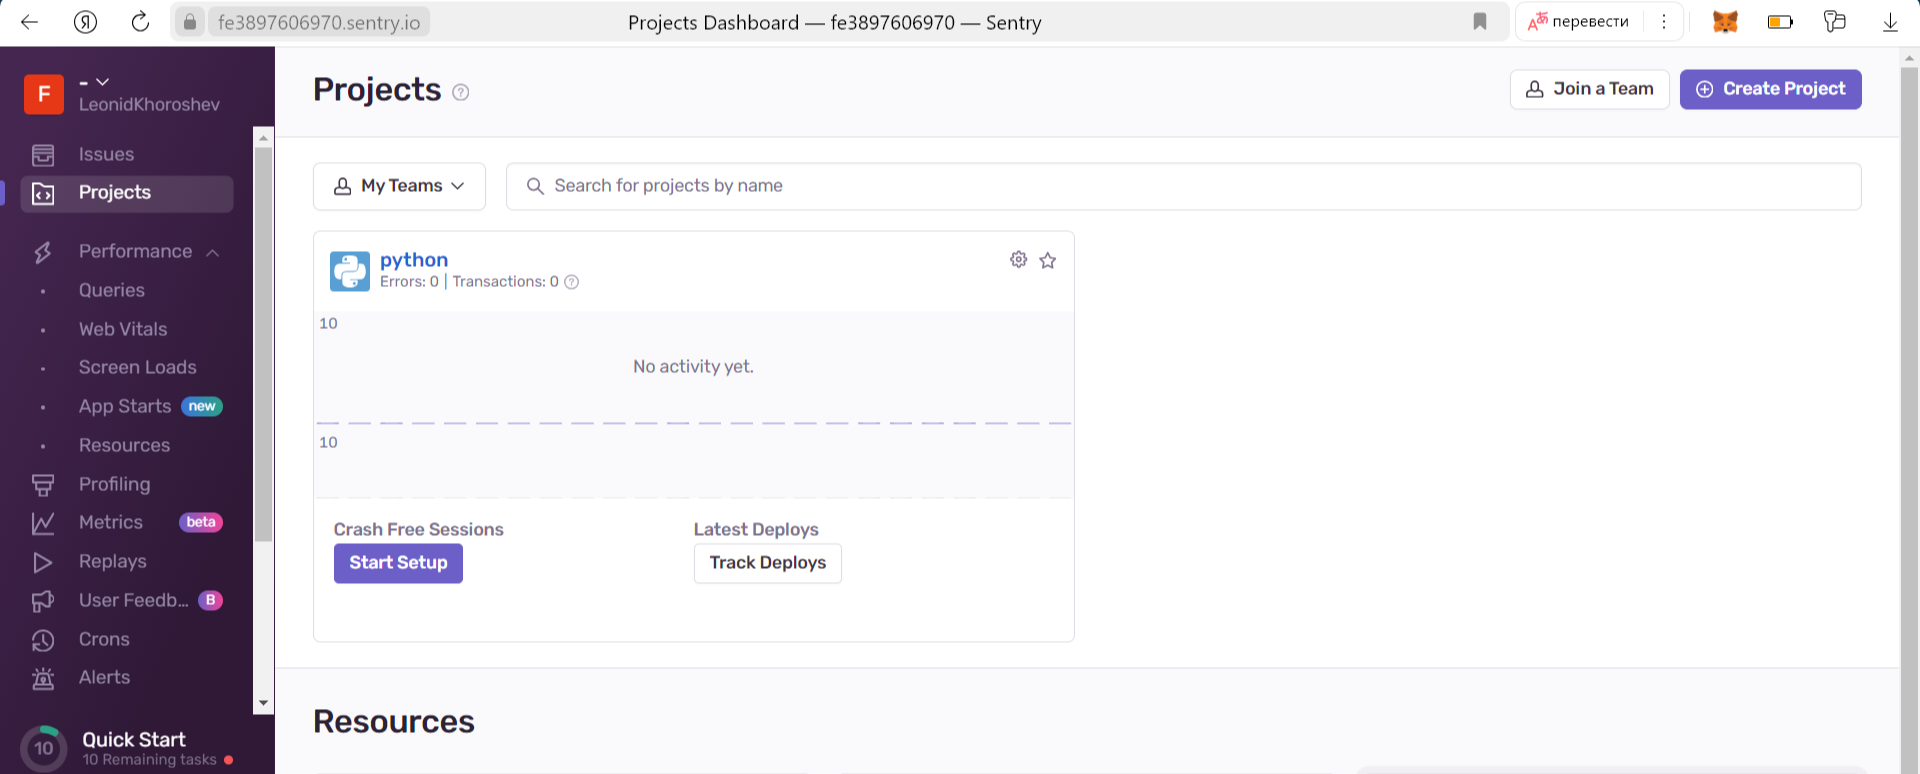 Я
fe3897606970.sentry.io
Projects Dashboard — fe3897606970 — Sentry
перевести
F
-
LeonidKhoroshev
Issues
Projects
Performance
Queries
Web Vitals
Screen Loads
App Starts new
Resources
Profiling
Metrics beta
Replays
User Feedb... B
Crons
Alerts
10
Quick Start
10 Remaining tasks
Projects
Join a Team
Create Project
My Teams
Search for projects by name
python
Errors: 0 | Transactions: 0
10
No activity yet.
10
Crash Free Sessions
Start Setup
Latest Deploys
Track Deploys
Resources